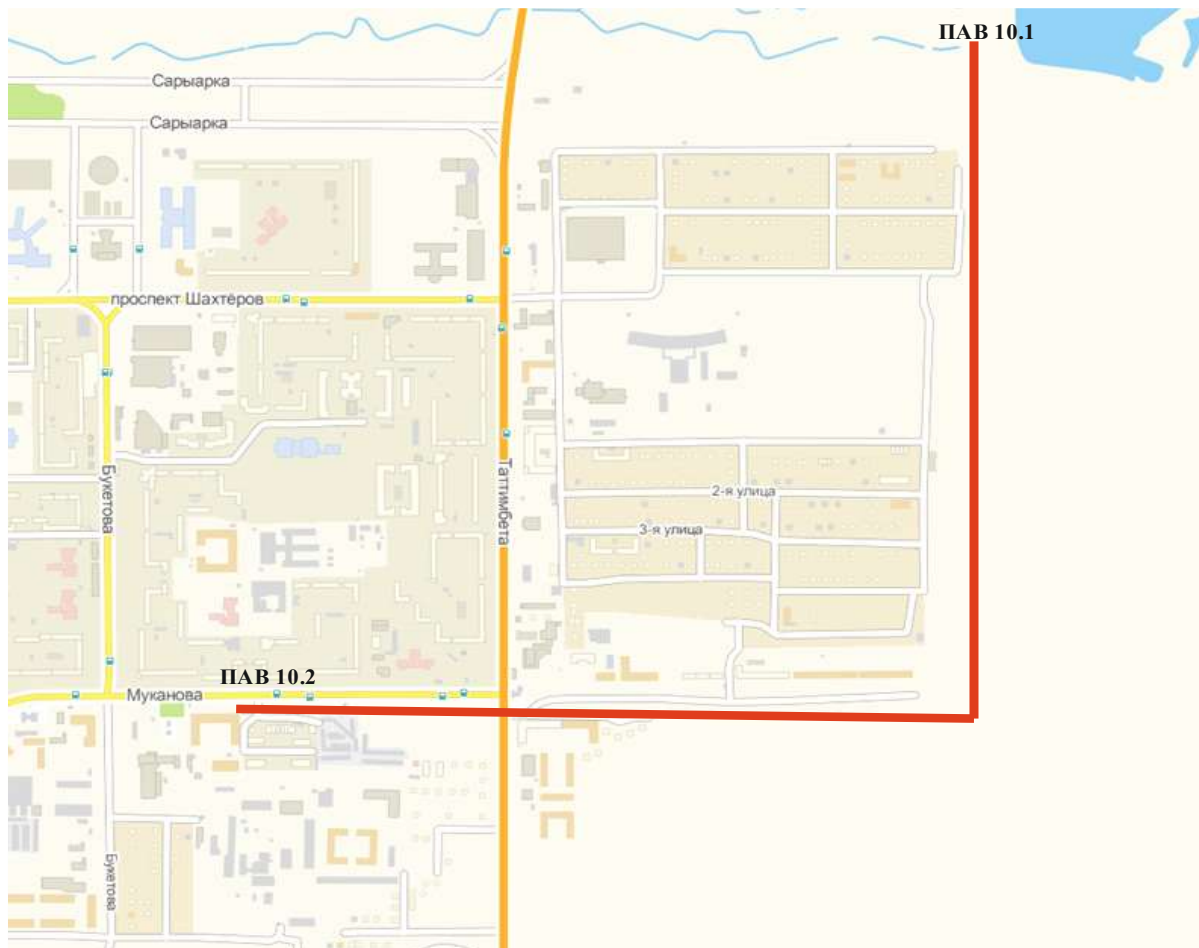 ПАВ 10.1
Сарыарка
Сарыарка
проспект Шахтёров
Букетова
Таттимбета
2-я улица
3-я улица
ПАВ 10.2
Муканова
Букетова